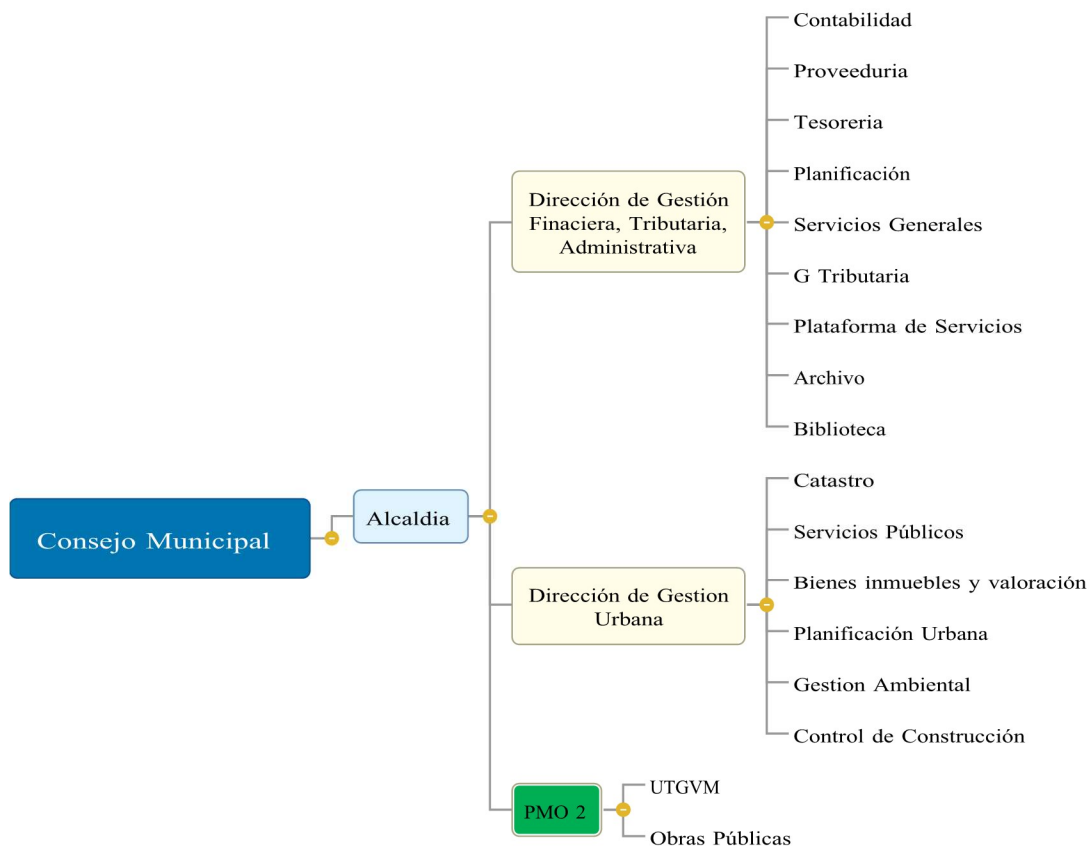 Consejo Municipal
Alcaldia
Dirección de Gestión
Finaciera, Tributaria,
Administrativa
Contabilidad
Proveeduria
Tesoreria
Planificación
Servicios Generales
G Tributaria
Plataforma de Servicios
Archivo
Biblioteca
Dirección de Gestion
Urbana
Catastro
Servicios Públicos
Bienes inmuebles y valoración
Planificación Urbana
Gestion Ambiental
Control de Construcción
PMO 2
UTGVM
Obras Públicas